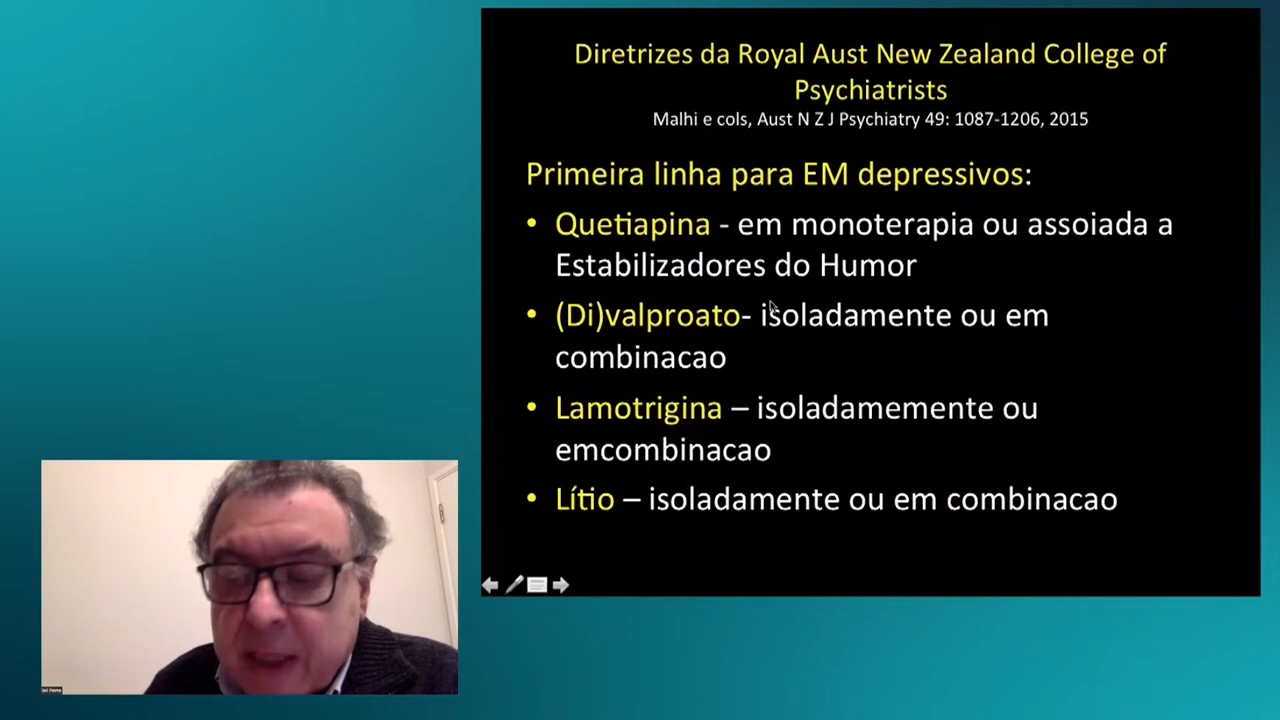 Diretrizes da Royal Aust New Zealand College of
Psychiatrists
Malhi e cols, Aust N Z J Psychiatry 49: 1087-1206, 2015
Primeira linha para EM depressivos:
• Quetiapina - em monoterapia ou assoiada a
Estabilizadores do Humor
• (Di)valproato- isoladamente ou em
combinacao
• Lamotrigina – isoladamemente ou
emcombinacao
• Lítio – isoladamente ou em combinacao